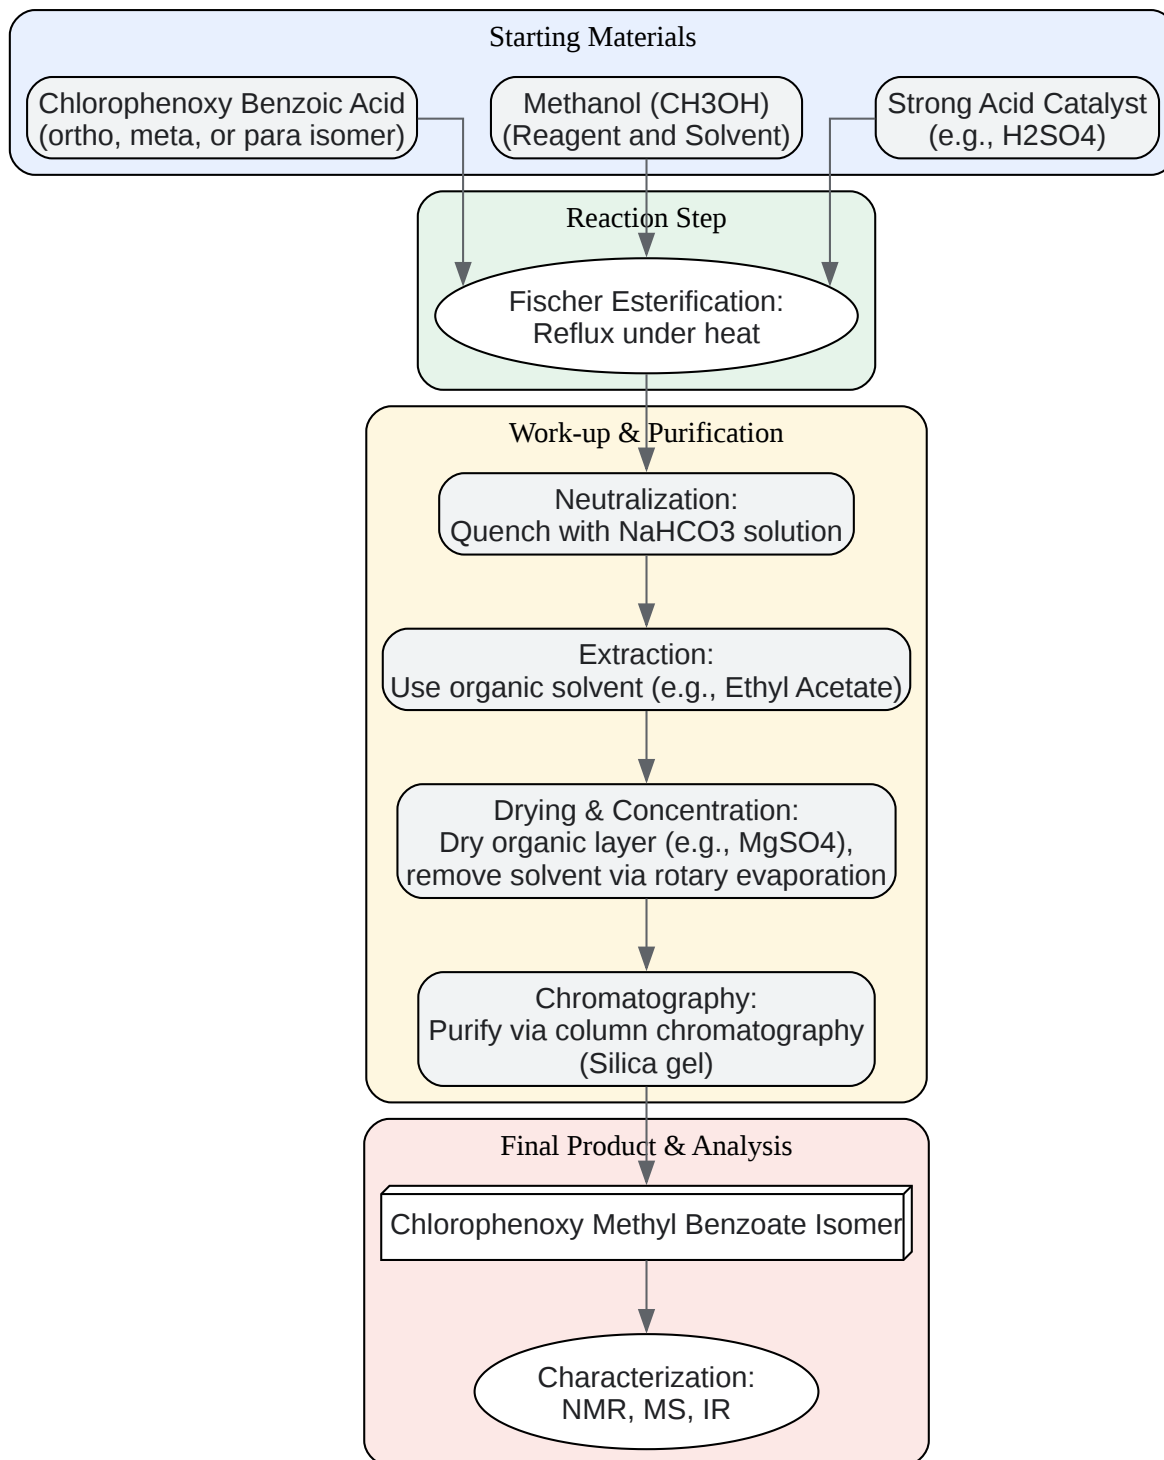 Starting Materials
Chlorophenoxy Benzoic Acid
(ortho, meta, or para isomer)
Methanol (CH3OH)
(Reagent and Solvent)
Strong Acid Catalyst
(e.g., H2SO4)
Reaction Step
Fischer Esterification:
Reflux under heat
Work-up & Purification
Neutralization:
Quench with NaHCO3 solution
Extraction:
Use organic solvent (e.g., Ethyl Acetate)
Drying & Concentration:
Dry organic layer (e.g., MgSO4),
remove solvent via rotary evaporation
Chromatography:
Purify via column chromatography
(Silica gel)
Final Product & Analysis
Chlorophenoxy Methyl Benzoate Isomer
Characterization:
NMR, MS, IR